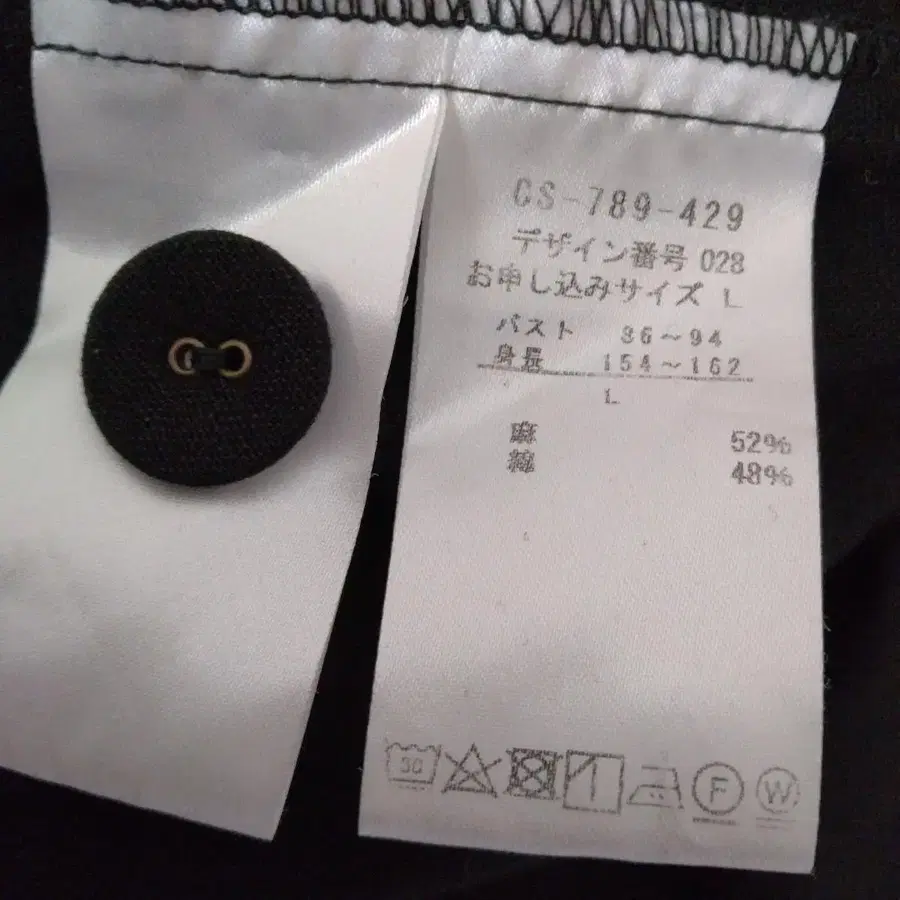 CS-789-429
デザイン番号 028
お申し込みサイズ L
バスト 86～94
身長 154～162
L
麻 52%
綿 48%
30 F W